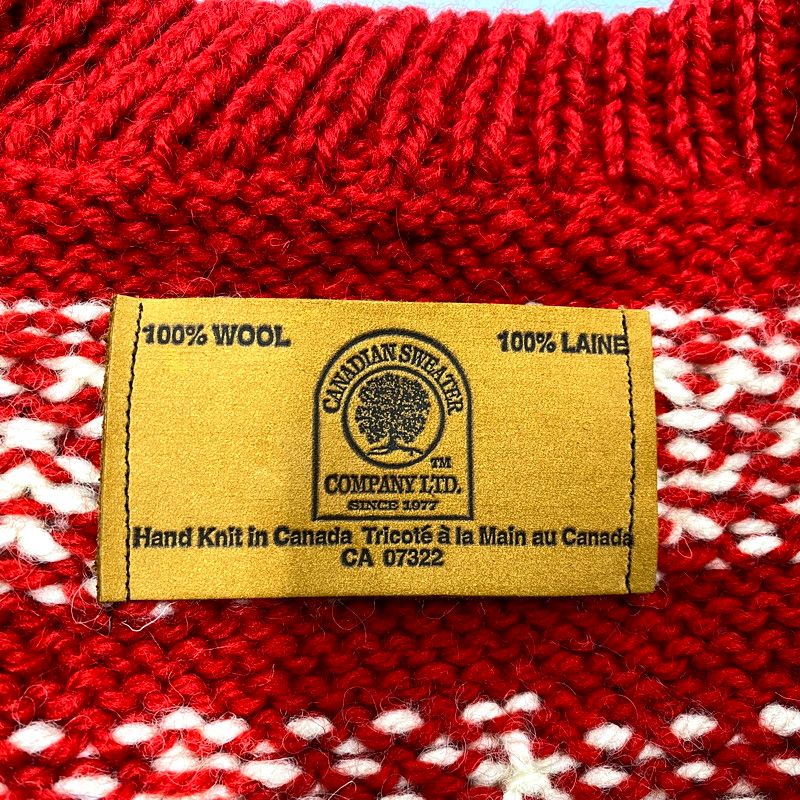 100% WOOL
100% LAINE
CANADIAN SWEATER
TM
COMPANY LTD.
SINCE 1977
Hand Knit in Canada Tricoté à la Main au Canada
CA 07322